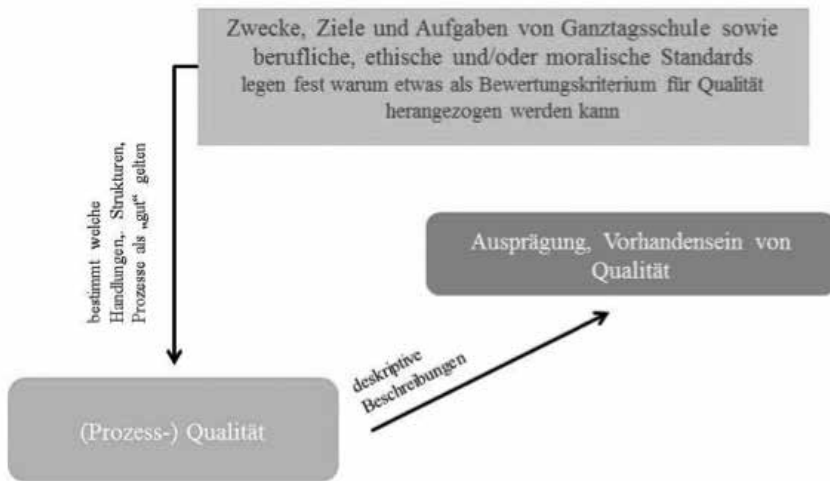 Zwecke, Ziele und Aufgaben von Ganztagsschule sowie
berufliche, ethische und/oder moralische Standards
legen fest warum etwas als Bewertungskriterium für Qualität
herangezogen werden kann
bestimmt welche
Handlungen,. Strukturen,
Prozesse als „gut“ gelten
Ausprägung, Vorhandensein von
Qualität
deskriptive
Beschreibungen
(Prozess-) Qualität